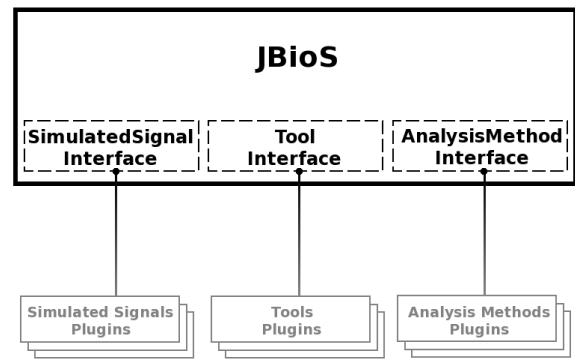 JBioS
SimulatedSignal
Interface
Tool
Interface
AnalysisMethod
Interface
Simulated Signals
Plugins
Tools
Plugins
Analysis Methods
Plugins